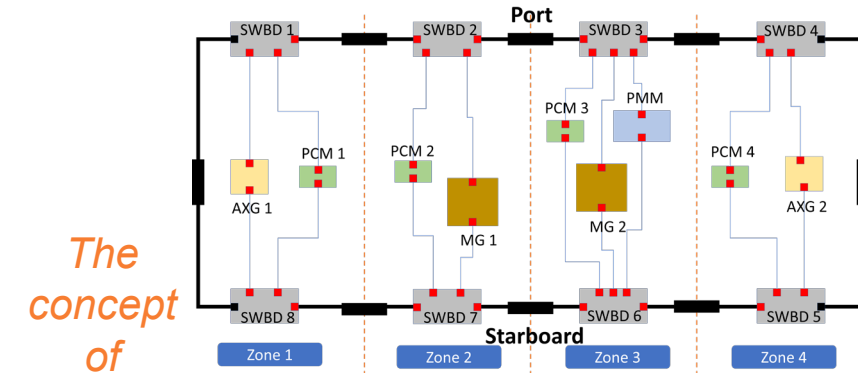 Port
SWBD 1
SWBD 2
SWBD 3
SWBD 4
PCM 3
PMM
PCM 1
PCM 2
PCM 4
AXG 1
MG 1
MG 2
AXG 2
The
concept
of
SWBD 8
SWBD 7
SWBD 6
SWBD 5
Starboard
Zone 1
Zone 2
Zone 3
Zone 4